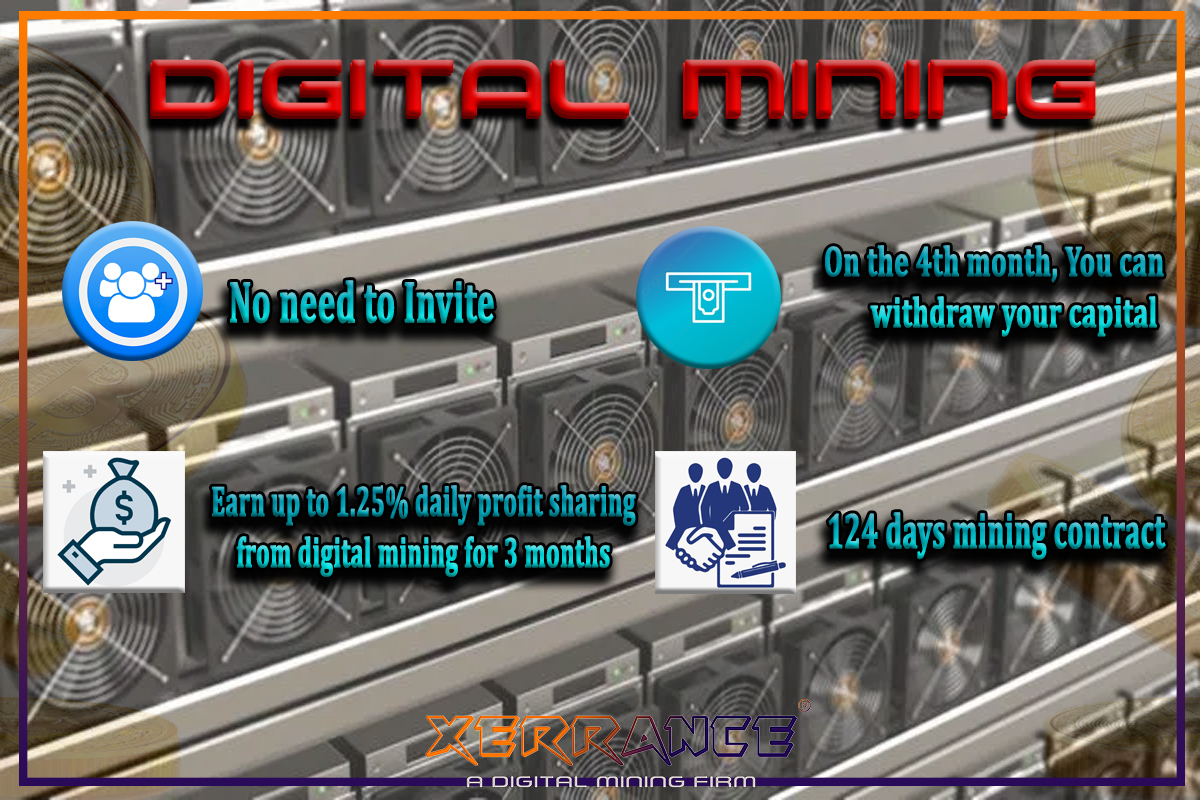 DIGITAL MINING
No need to Invite
On the 4th month, You can
withdraw your capital
Earn up to 1.25% daily profit sharing
from digital mining for 3 months
124 days mining contract
XERRANCE®
A DIGITAL MINING FIRM